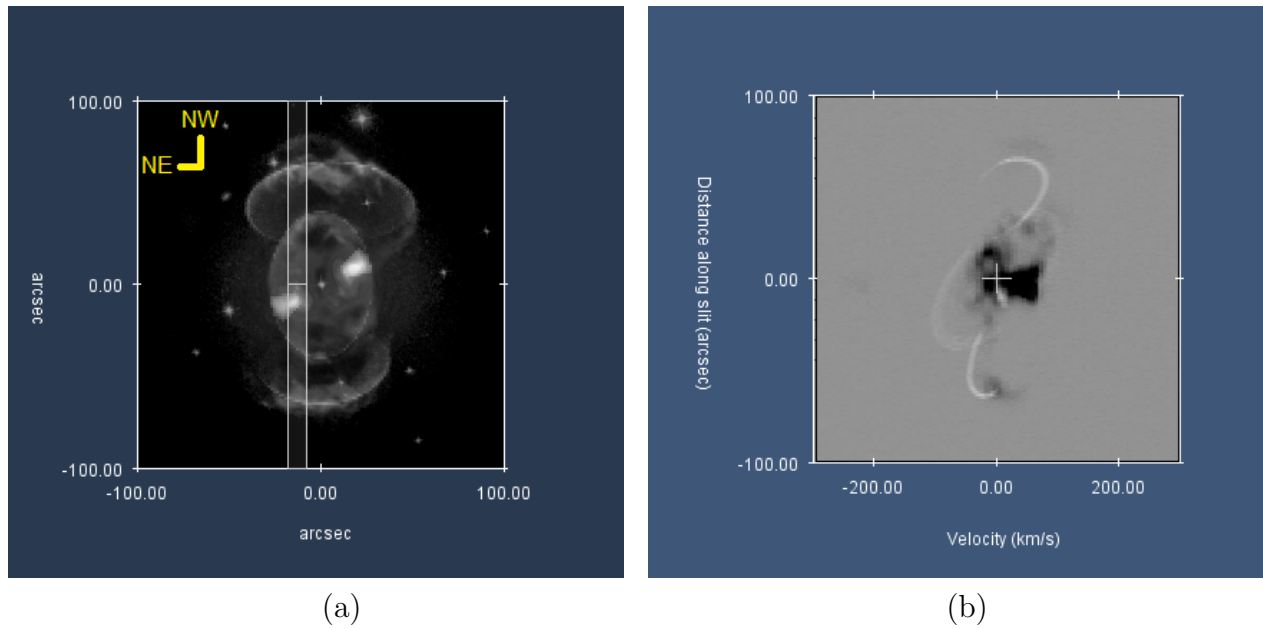 100.00
NW
NE
0.00
arcsec
-100.00
-100.00
0.00
100.00
arcsec
(a)
100.00
Distance along slit (arcsec)
0.00
-100.00
-200.00
0.00
200.00
Velocity (km/s)
(b)